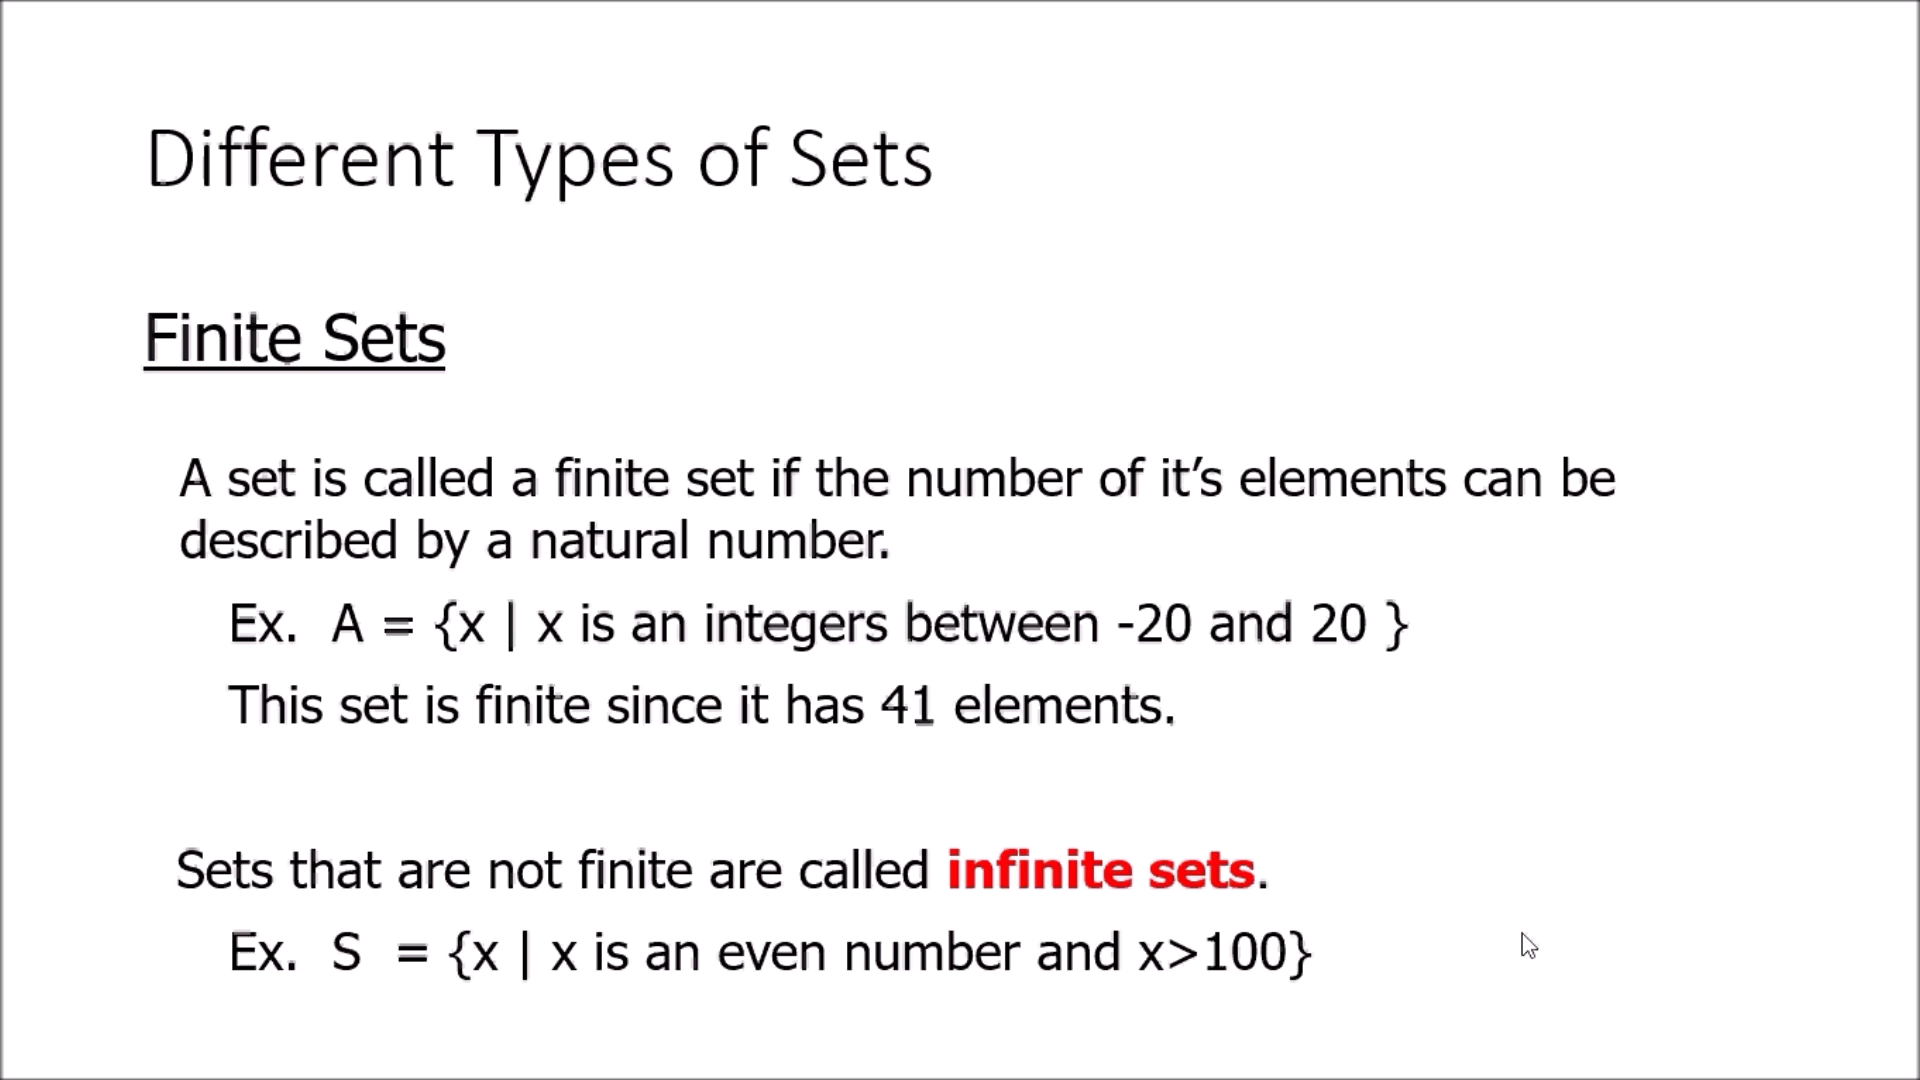 Different Types of Sets
Finite Sets
A set is called a finite set if the number of it’s elements can be
described by a natural number.
Ex.  A = {x | x is an integers between -20 and 20 }
This set is finite since it has 41 elements.
Sets that are not finite are called infinite sets.
Ex.  S  = {x | x is an even number and x>100}